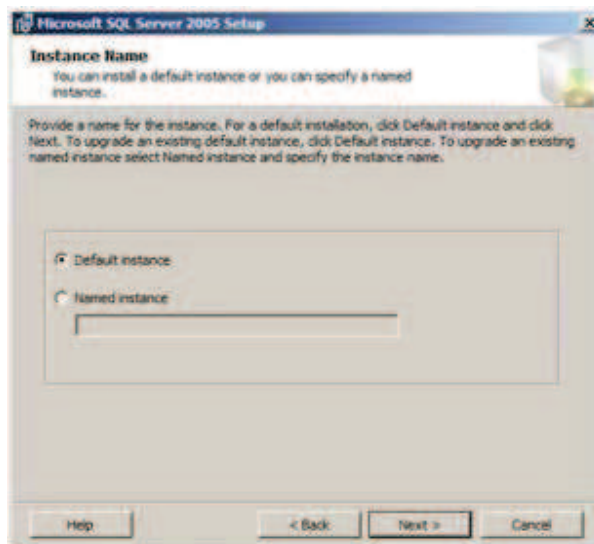 Microsoft SQL Server 2005 Setup
Instance Name
You can install a default instance or you can specify a named
instance.
Provide a name for the instance. For a default installation, click Default instance and click
Next. To upgrade an existing default instance, click Default instance. To upgrade an existing
named instance select Named instance and specify the instance name.
Default instance
Named instance
Help
< Back
Next >
Cancel